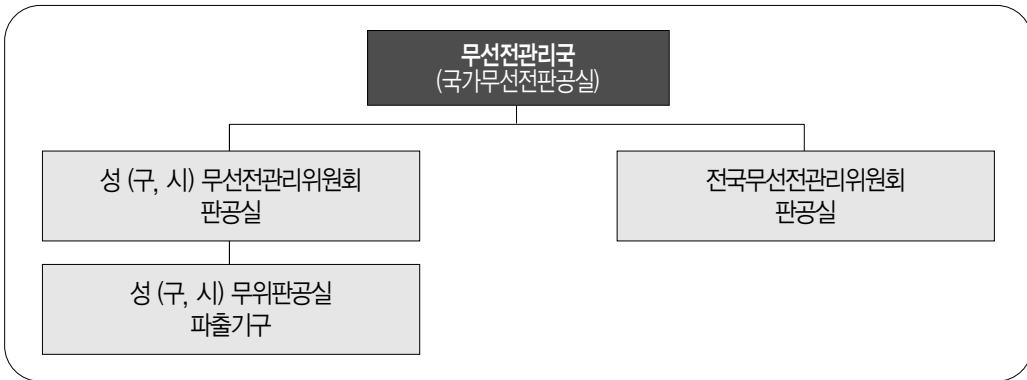 무선전관리국
(국가무선전판공실)
성 (구, 시) 무선전관리위원회
판공실
전국무선전관리위원회
판공실
성 (구, 시) 무위판공실
파출기구